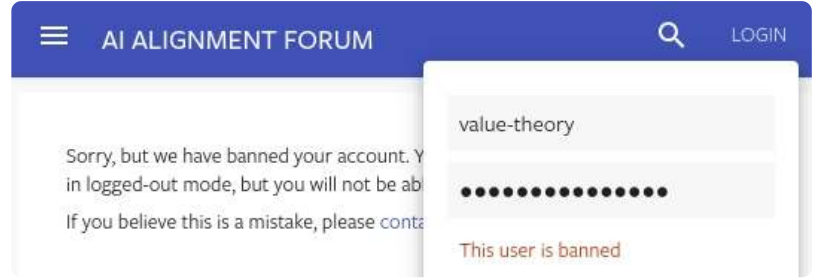 AI ALIGNMENT FORUM
LOGIN
Sorry, but we have banned your account. Y
in logged-out mode, but you will not be ab
If you believe this is a mistake, please conta
value-theory
●●●●●●●●●●●●●●●
This user is banned